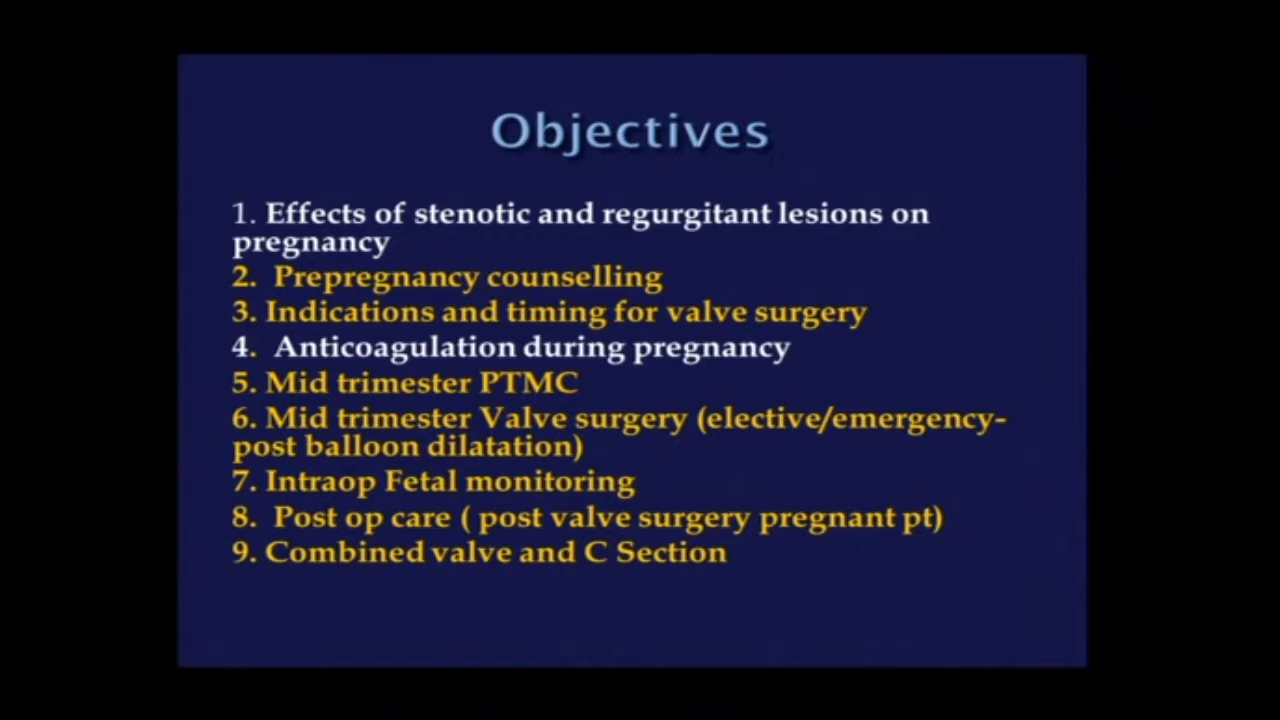 Objectives
1. Effects of stenotic and regurgitant lesions on
pregnancy
2. Prepregnancy counselling
3. Indications and timing for valve surgery
4. Anticoagulation during pregnancy
5. Mid trimester PTMC
6. Mid trimester Valve surgery (elective/emergency-
post balloon dilatation)
7. Intraop Fetal monitoring
8. Post op care ( post valve surgery pregnant pt)
9. Combined valve and C Section